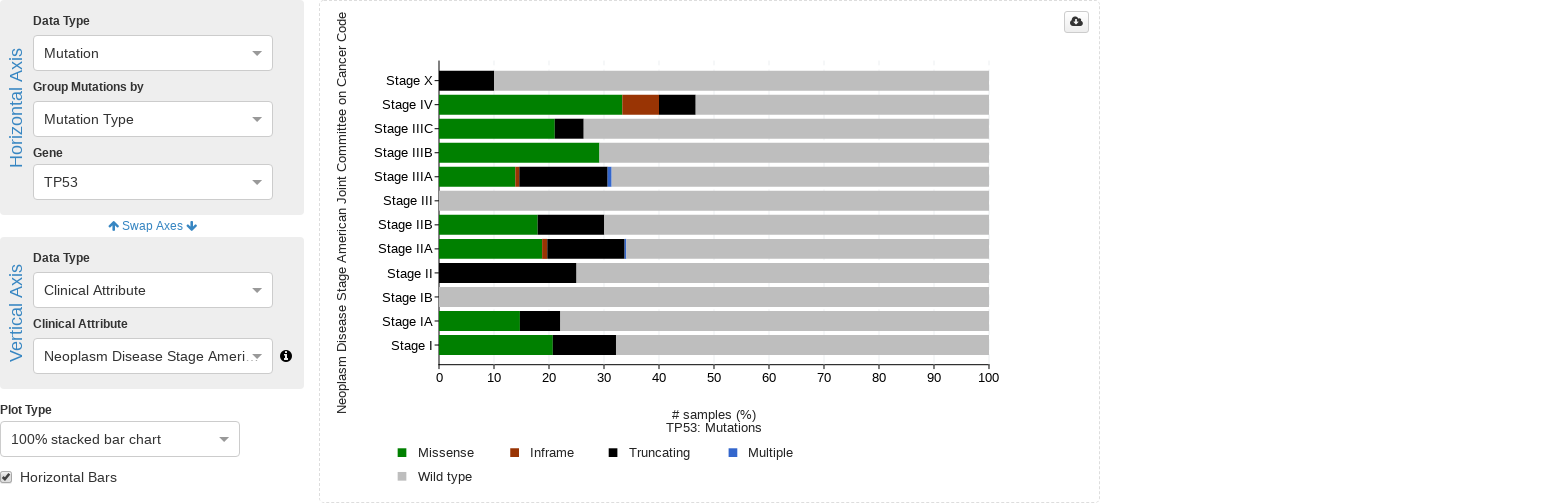 Horizontal Axis
Data Type
Mutation
Group Mutations by
Mutation Type
Gene
TP53
Swap Axes
Vertical Axis
Data Type
Clinical Attribute
Clinical Attribute
Neoplasm Disease Stage Ameri...
Plot Type
100% stacked bar chart
Horizontal Bars
Neoplasm Disease Stage American Joint Committee on Cancer Code
Stage X
Stage IV
Stage IIIC
Stage IIIB
Stage IIIA
Stage III
Stage IIB
Stage IIA
Stage II
Stage IB
Stage IA
Stage I
0 10 20 30 40 50 60 70 80 90 100
# samples (%)
TP53: Mutations
Missense Inframe Truncating Multiple
Wild type